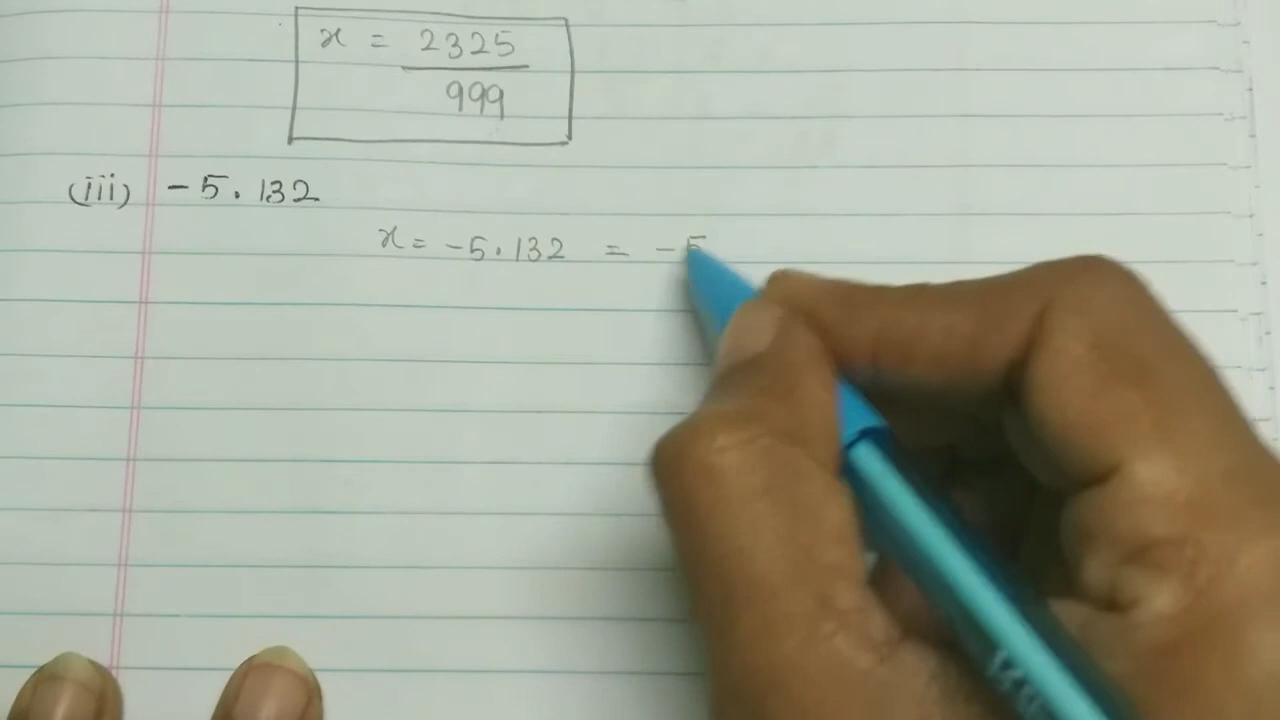 x = 2325
999
(iii) -5.132
x = -5.132 = -5